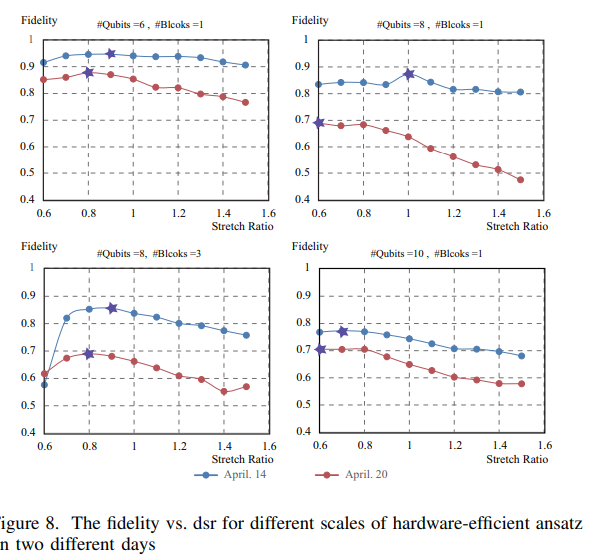 Fidelity #Qubits =6 , #Blcoks =1
1
0.9
0.8
0.7
0.6
0.5
0.4
0.6 0.8 1 1.2 1.4 1.6
Stretch Ratio
Fidelity #Qubits =8 , #Blcoks =1
1
0.9
0.8
0.7
0.6
0.5
0.4
0.6 0.8 1 1.2 1.4 1.6
Stretch Ratio
Fidelity #Qubits =8, #Blcoks =3
1
0.9
0.8
0.7
0.6
0.5
0.4
0.6 0.8 1 1.2 1.4 1.6
Stretch Ratio
Fidelity #Qubits =10 , #Blcoks =1
1
0.9
0.8
0.7
0.6
0.5
0.4
0.6 0.8 1 1.2 1.4 1.6
Stretch Ratio
April. 14 April. 20
igure 8. The fidelity vs. dsr for different scales of hardware-efficient ansatz
n two different days